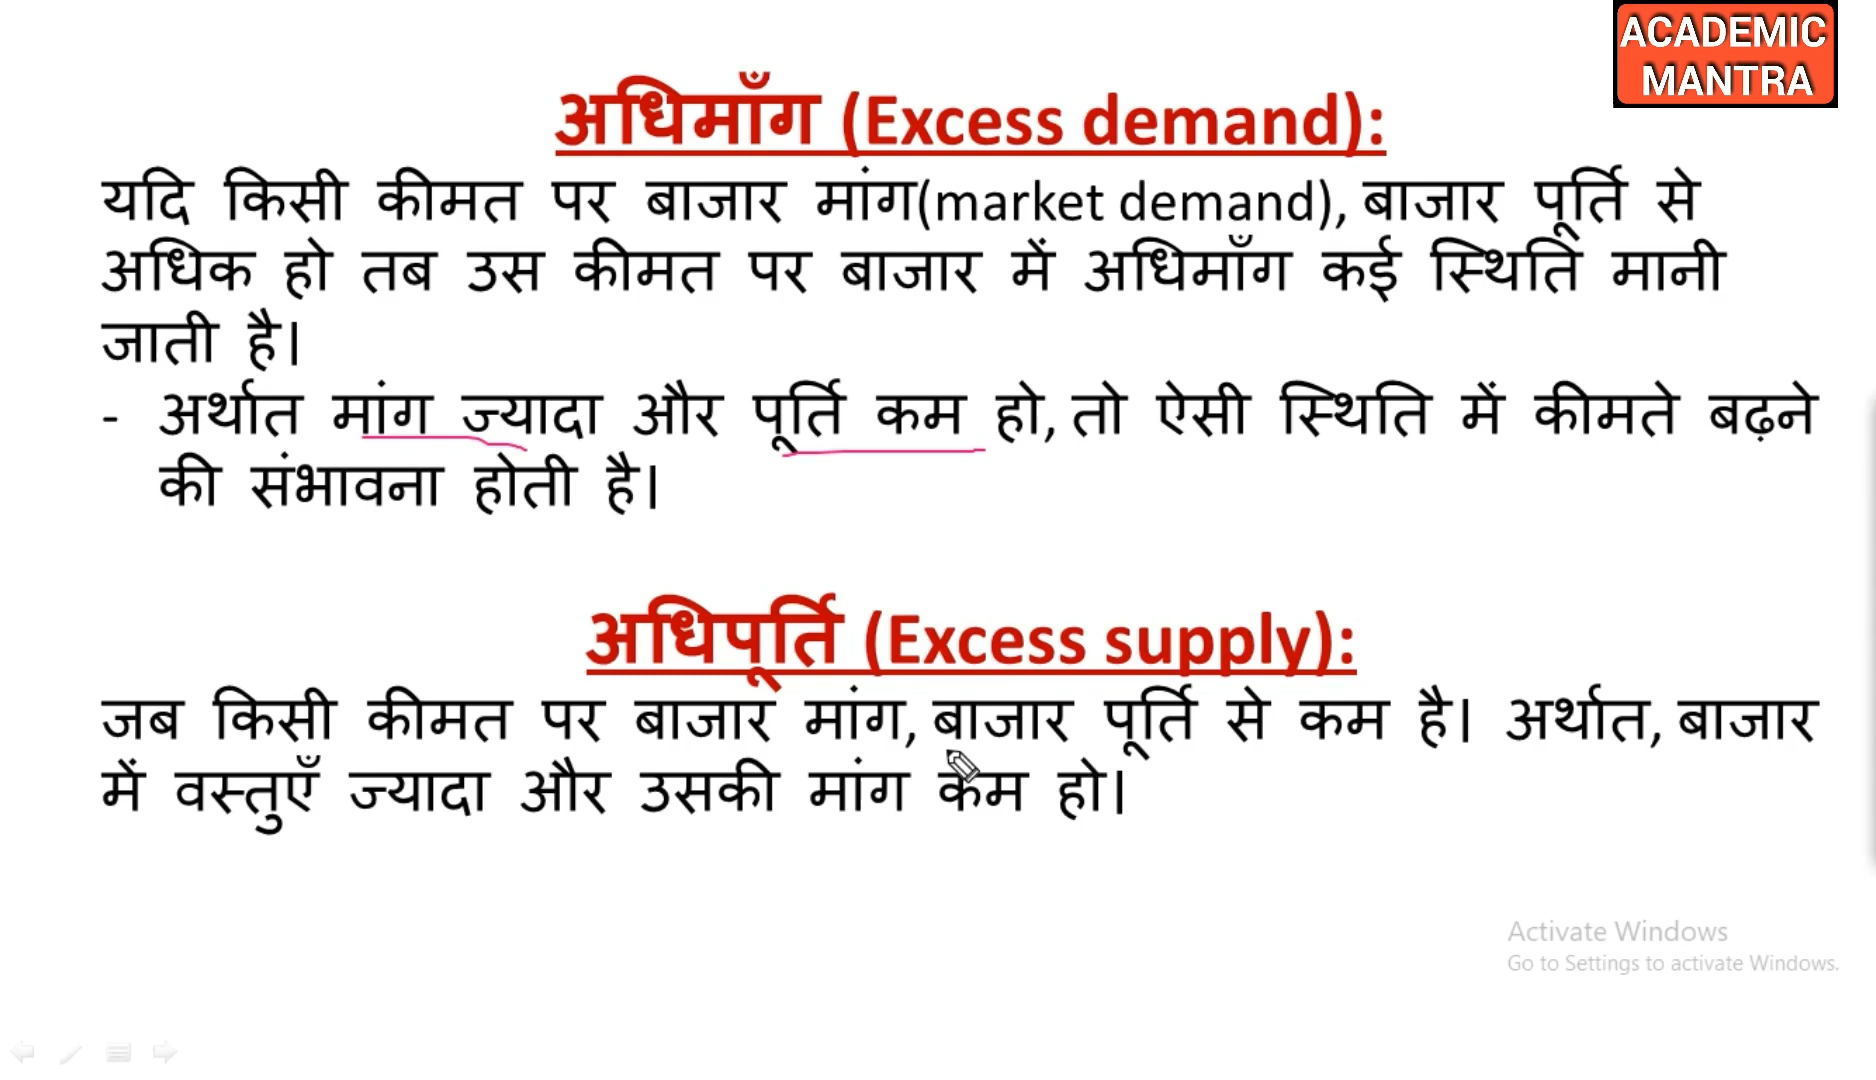 ACADEMIC
MANTRA
अधिमाँग (Excess demand):
यदि किसी कीमत पर बाजार मांग(market demand), बाजार पूर्ति से
अधिक हो तब उस कीमत पर बाजार में अधिमाँग कई स्थिति मानी
जाती है।
- अर्थात मांग ज्यादा और पूर्ति कम हो, तो ऐसी स्थिति में कीमते बढ़ने
की संभावना होती है।
अधिपूर्ति (Excess supply):
जब किसी कीमत पर बाजार मांग, बाजार पूर्ति से कम है। अर्थात, बाजार
में वस्तुएँ ज्यादा और उसकी मांग कम हो।
Activate Windows
Go to Settings to activate Windows.